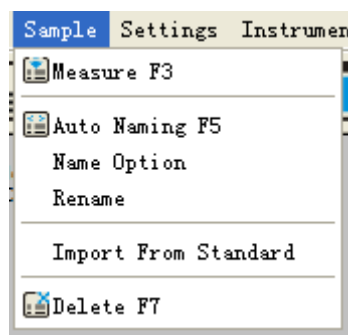 Sample Settings Instrumen
Measure F3
Auto Naming F5
Name Option
Rename
Import From Standard
Delete F7